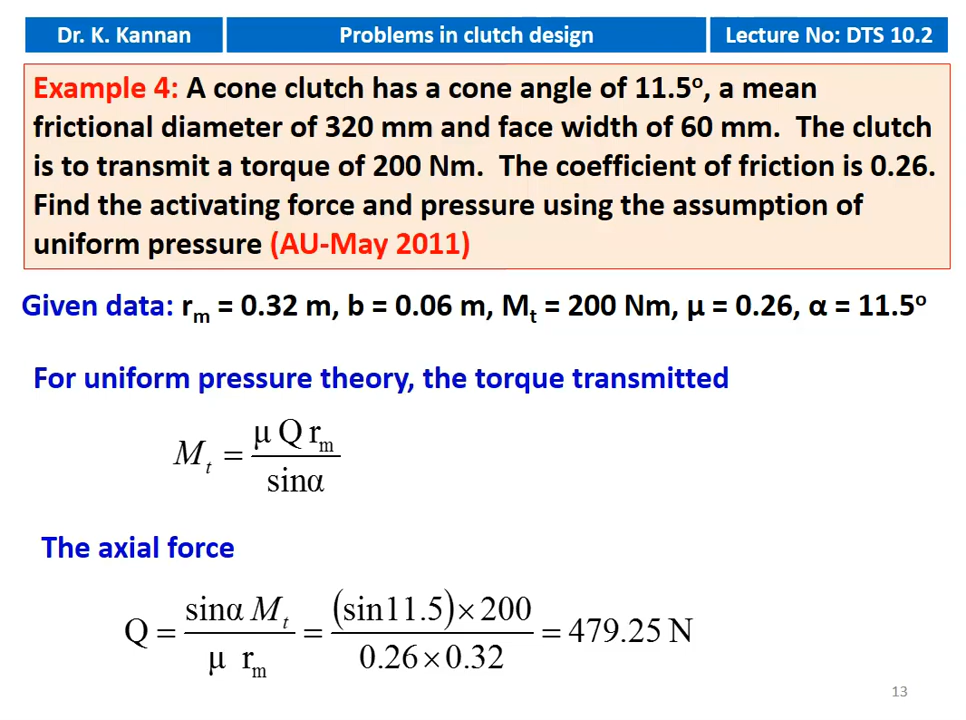 Dr. K. Kannan
Problems in clutch design
Lecture No: DTS 10.2
Example 4: A cone clutch has a cone angle of 11.5°, a mean
frictional diameter of 320 mm and face width of 60 mm. The clutch
is to transmit a torque of 200 Nm. The coefficient of friction is 0.26.
Find the activating force and pressure using the assumption of
uniform pressure (AU-May 2011)
Given data: rₘ = 0.32 m, b = 0.06 m, Mₜ = 200 Nm, μ = 0.26, α = 11.5°
For uniform pressure theory, the torque transmitted
Mₜ = μ Q rₘ / sinα
The axial force
Q = sinα Mₜ / μ rₘ = (sin11.5)×200 / 0.26×0.32 = 479.25 N
13